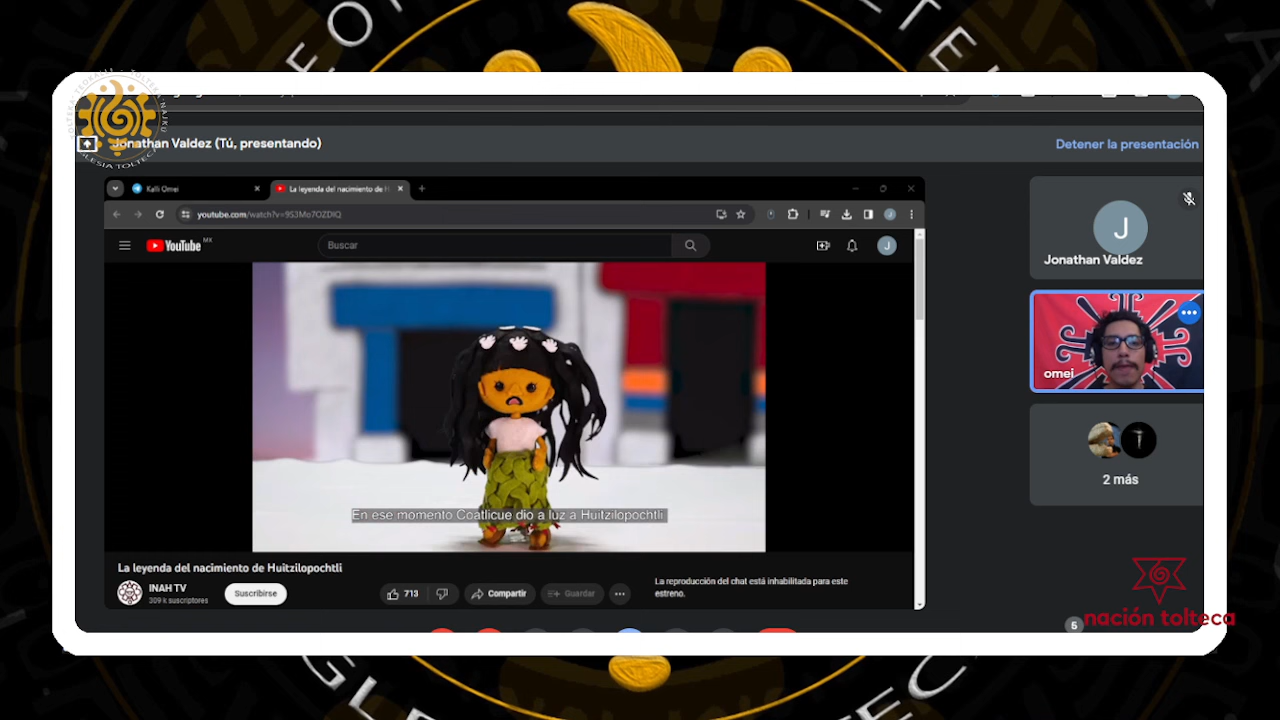 Jonathan Valdez (Tú, presentando)
Detener la presentación
Kalli Omei
La leyenda del nacimiento de H
youtube.com/watch?v=9S3Mo7OZDIQ
YouTube MX
Buscar
J
J
Jonathan Valdez
omei
2 más
En ese momento Coatlicue dio a luz a Huitzilopochtli
La leyenda del nacimiento de Huitzilopochtli
INAH TV
309 k suscriptores
Suscribirse
713
Compartir
Guardar
La reproducción del chat está inhabilitada para este
estreno.
6
nación tolteca